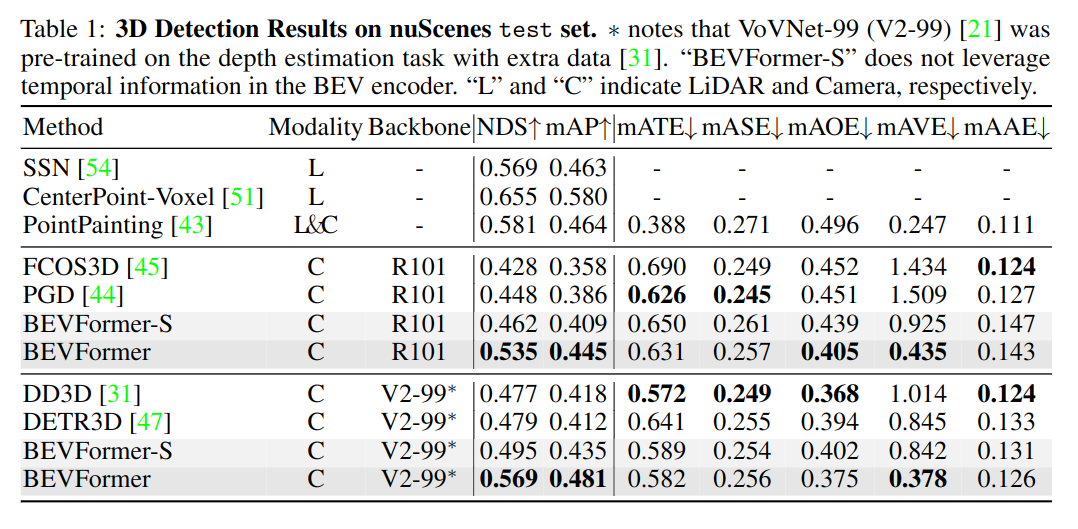 Table 1: 3D Detection Results on nuScenes test set. ∗ notes that VoVNet-99 (V2-99) [21] was
pre-trained on the depth estimation task with extra data [31]. “BEVFormer-S” does not leverage
temporal information in the BEV encoder. “L” and “C” indicate LiDAR and Camera, respectively.
Method Modality Backbone NDS↑ mAP↑ mATE↓ mASE↓ mAOE↓ mAVE↓ mAAE↓
SSN [54] L - 0.569 0.463 - - - - -
CenterPoint-Voxel [51] L - 0.655 0.580 - - - - -
PointPainting [43] L&C - 0.581 0.464 0.388 0.271 0.496 0.247 0.111
FCOS3D [45] C R101 0.428 0.358 0.690 0.249 0.452 1.434 0.124
PGD [44] C R101 0.448 0.386 0.626 0.245 0.451 1.509 0.127
BEVFormer-S C R101 0.462 0.409 0.650 0.261 0.439 0.925 0.147
BEVFormer C R101 0.535 0.445 0.631 0.257 0.405 0.435 0.143
DD3D [31] C V2-99∗ 0.477 0.418 0.572 0.249 0.368 1.014 0.124
DETR3D [47] C V2-99∗ 0.479 0.412 0.641 0.255 0.394 0.845 0.133
BEVFormer-S C V2-99∗ 0.495 0.435 0.589 0.254 0.402 0.842 0.131
BEVFormer C V2-99∗ 0.569 0.481 0.582 0.256 0.375 0.378 0.126